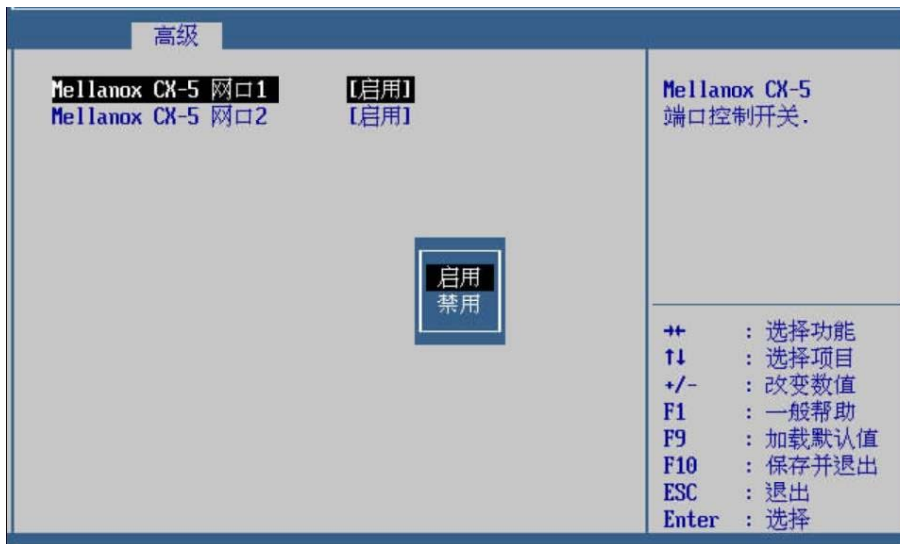 高级
Mellanox CX-5 网口1 [启用]
Mellanox CX-5 网口2 [启用]
Mellanox CX-5
端口控制开关.
启用
禁用
→← : 选择功能
↑↓ : 选择项目
+/- : 改变数值
F1 : 一般帮助
F9 : 加载默认值
F10 : 保存并退出
ESC : 退出
Enter : 选择